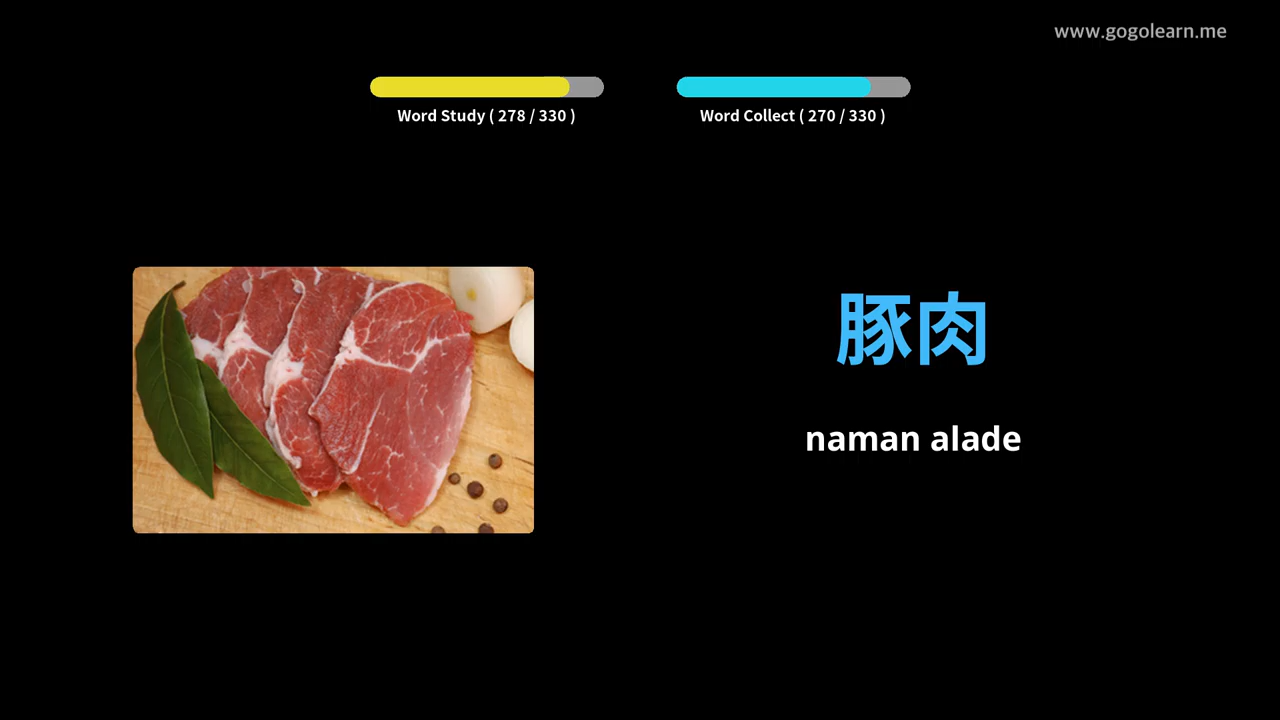 www.gogolearn.me
Word Study ( 278 / 330 )
Word Collect ( 270 / 330 )
豚肉
naman alade